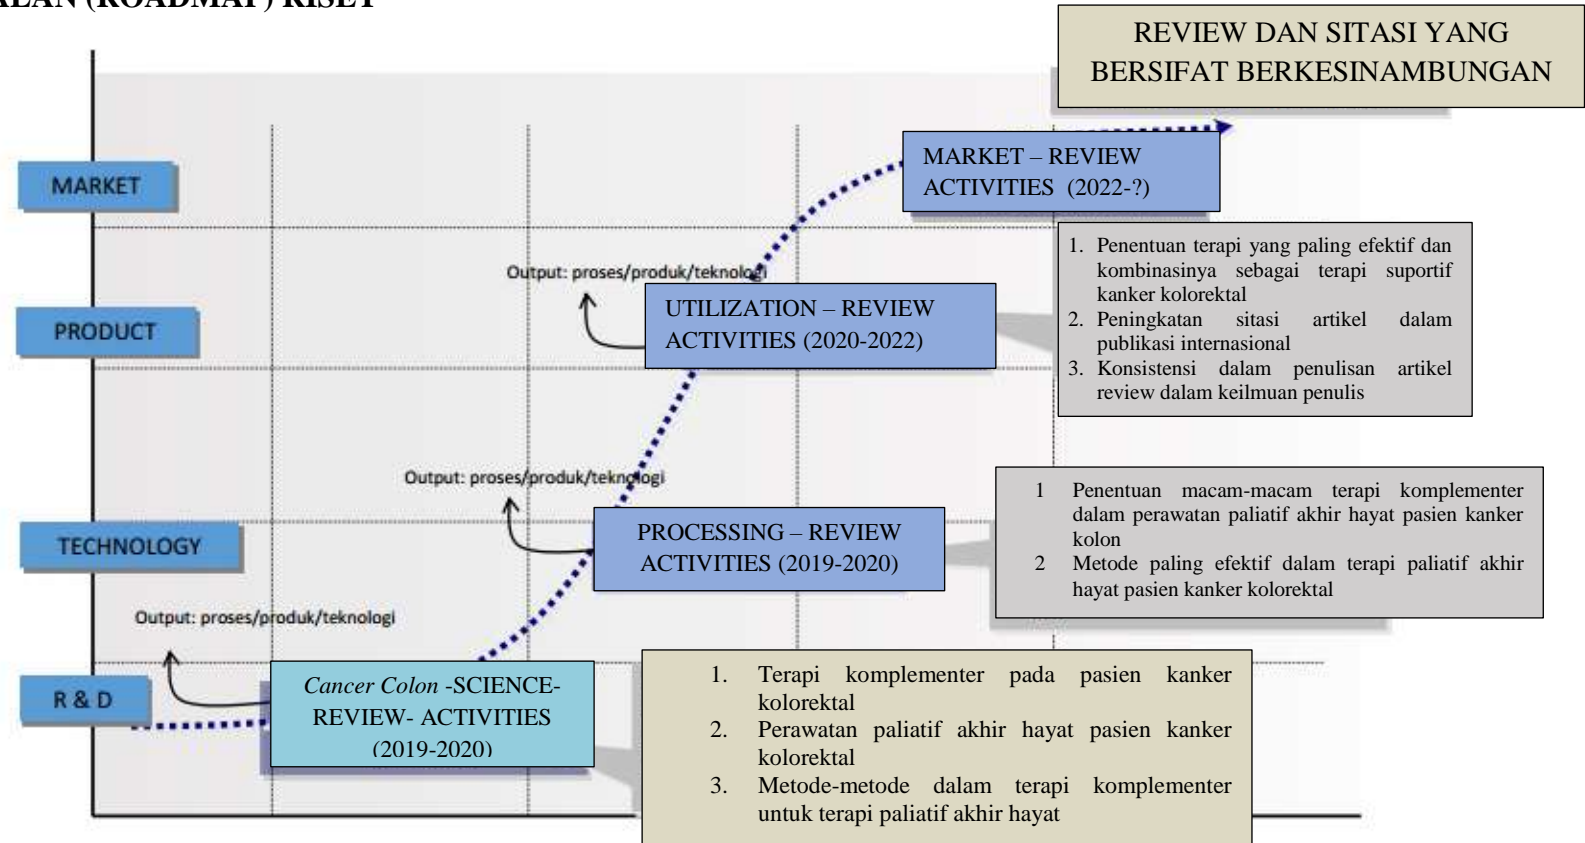 ALAN (ROADMAP) RISET
REVIEW DAN SITASI YANG
BERSIFAT BERKESINAMBUNGAN
MARKET
MARKET – REVIEW
ACTIVITIES (2022-?)
1. Penentuan terapi yang paling efektif dan
kombinasinya sebagai terapi suportif
kanker kolorektal
2. Peningkatan sitasi artikel dalam
publikasi internasional
3. Konsistensi dalam penulisan artikel
review dalam keilmuan penulis
Output: proses/produk/teknologi
PRODUCT
UTILIZATION – REVIEW
ACTIVITIES (2020-2022)
Output: proses/produk/teknologi
TECHNOLOGY
PROCESSING – REVIEW
ACTIVITIES (2019-2020)
1 Penentuan macam-macam terapi komplementer
dalam perawatan paliatif akhir hayat pasien kanker
kolon
2 Metode paling efektif dalam terapi paliatif akhir
hayat pasien kanker kolorektal
Output: proses/produk/teknologi
R & D
Cancer Colon -SCIENCE-
REVIEW- ACTIVITIES
(2019-2020)
1. Terapi komplementer pada pasien kanker
kolorektal
2. Perawatan paliatif akhir hayat pasien kanker
kolorektal
3. Metode-metode dalam terapi komplementer
untuk terapi paliatif akhir hayat